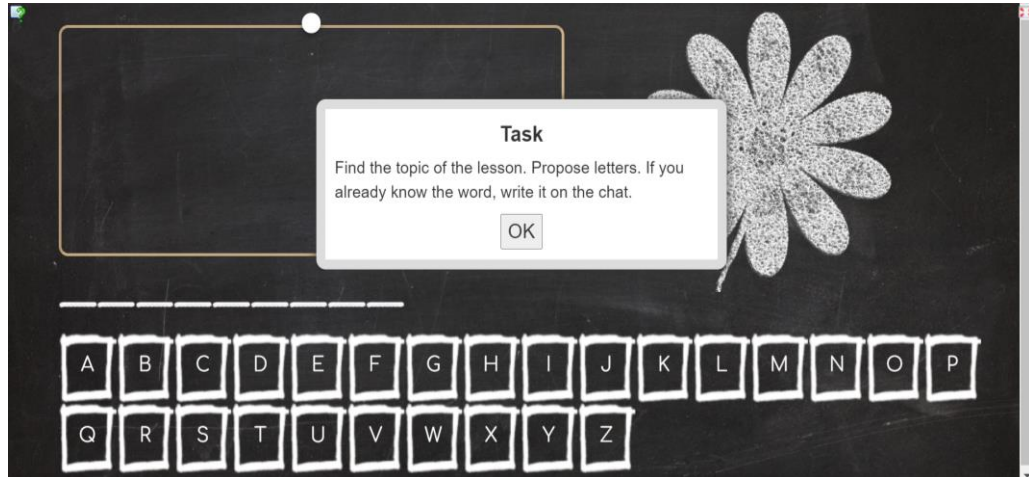 Task
Find the topic of the lesson. Propose letters. If you
already know the word, write it on the chat.
OK
A B C D E F G H I J K L M N O P
Q R S T U V W X Y Z